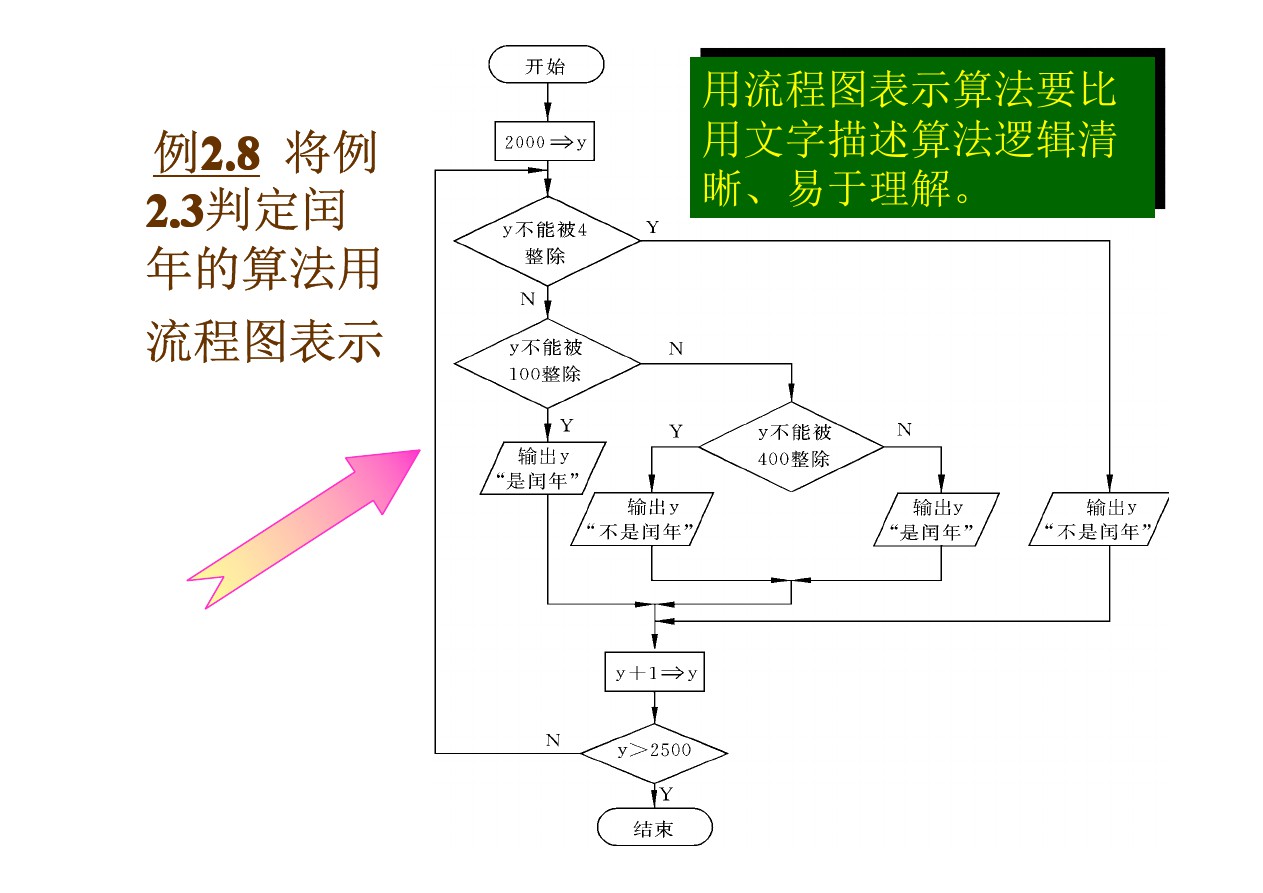 例2.8 将例
2.3判定闰
年的算法用
流程图表示
用流程图表示算法要比
用文字描述算法逻辑清
晰、易于理解。
开始
2000⇒y
y不能被4
整除
Y
N
y不能被
100整除
N
Y
y不能被
400整除
Y
N
输出y
“是闰年”
输出y
“不是闰年”
输出y
“是闰年”
输出y
“不是闰年”
y+1⇒y
y>2500
N
Y
结束